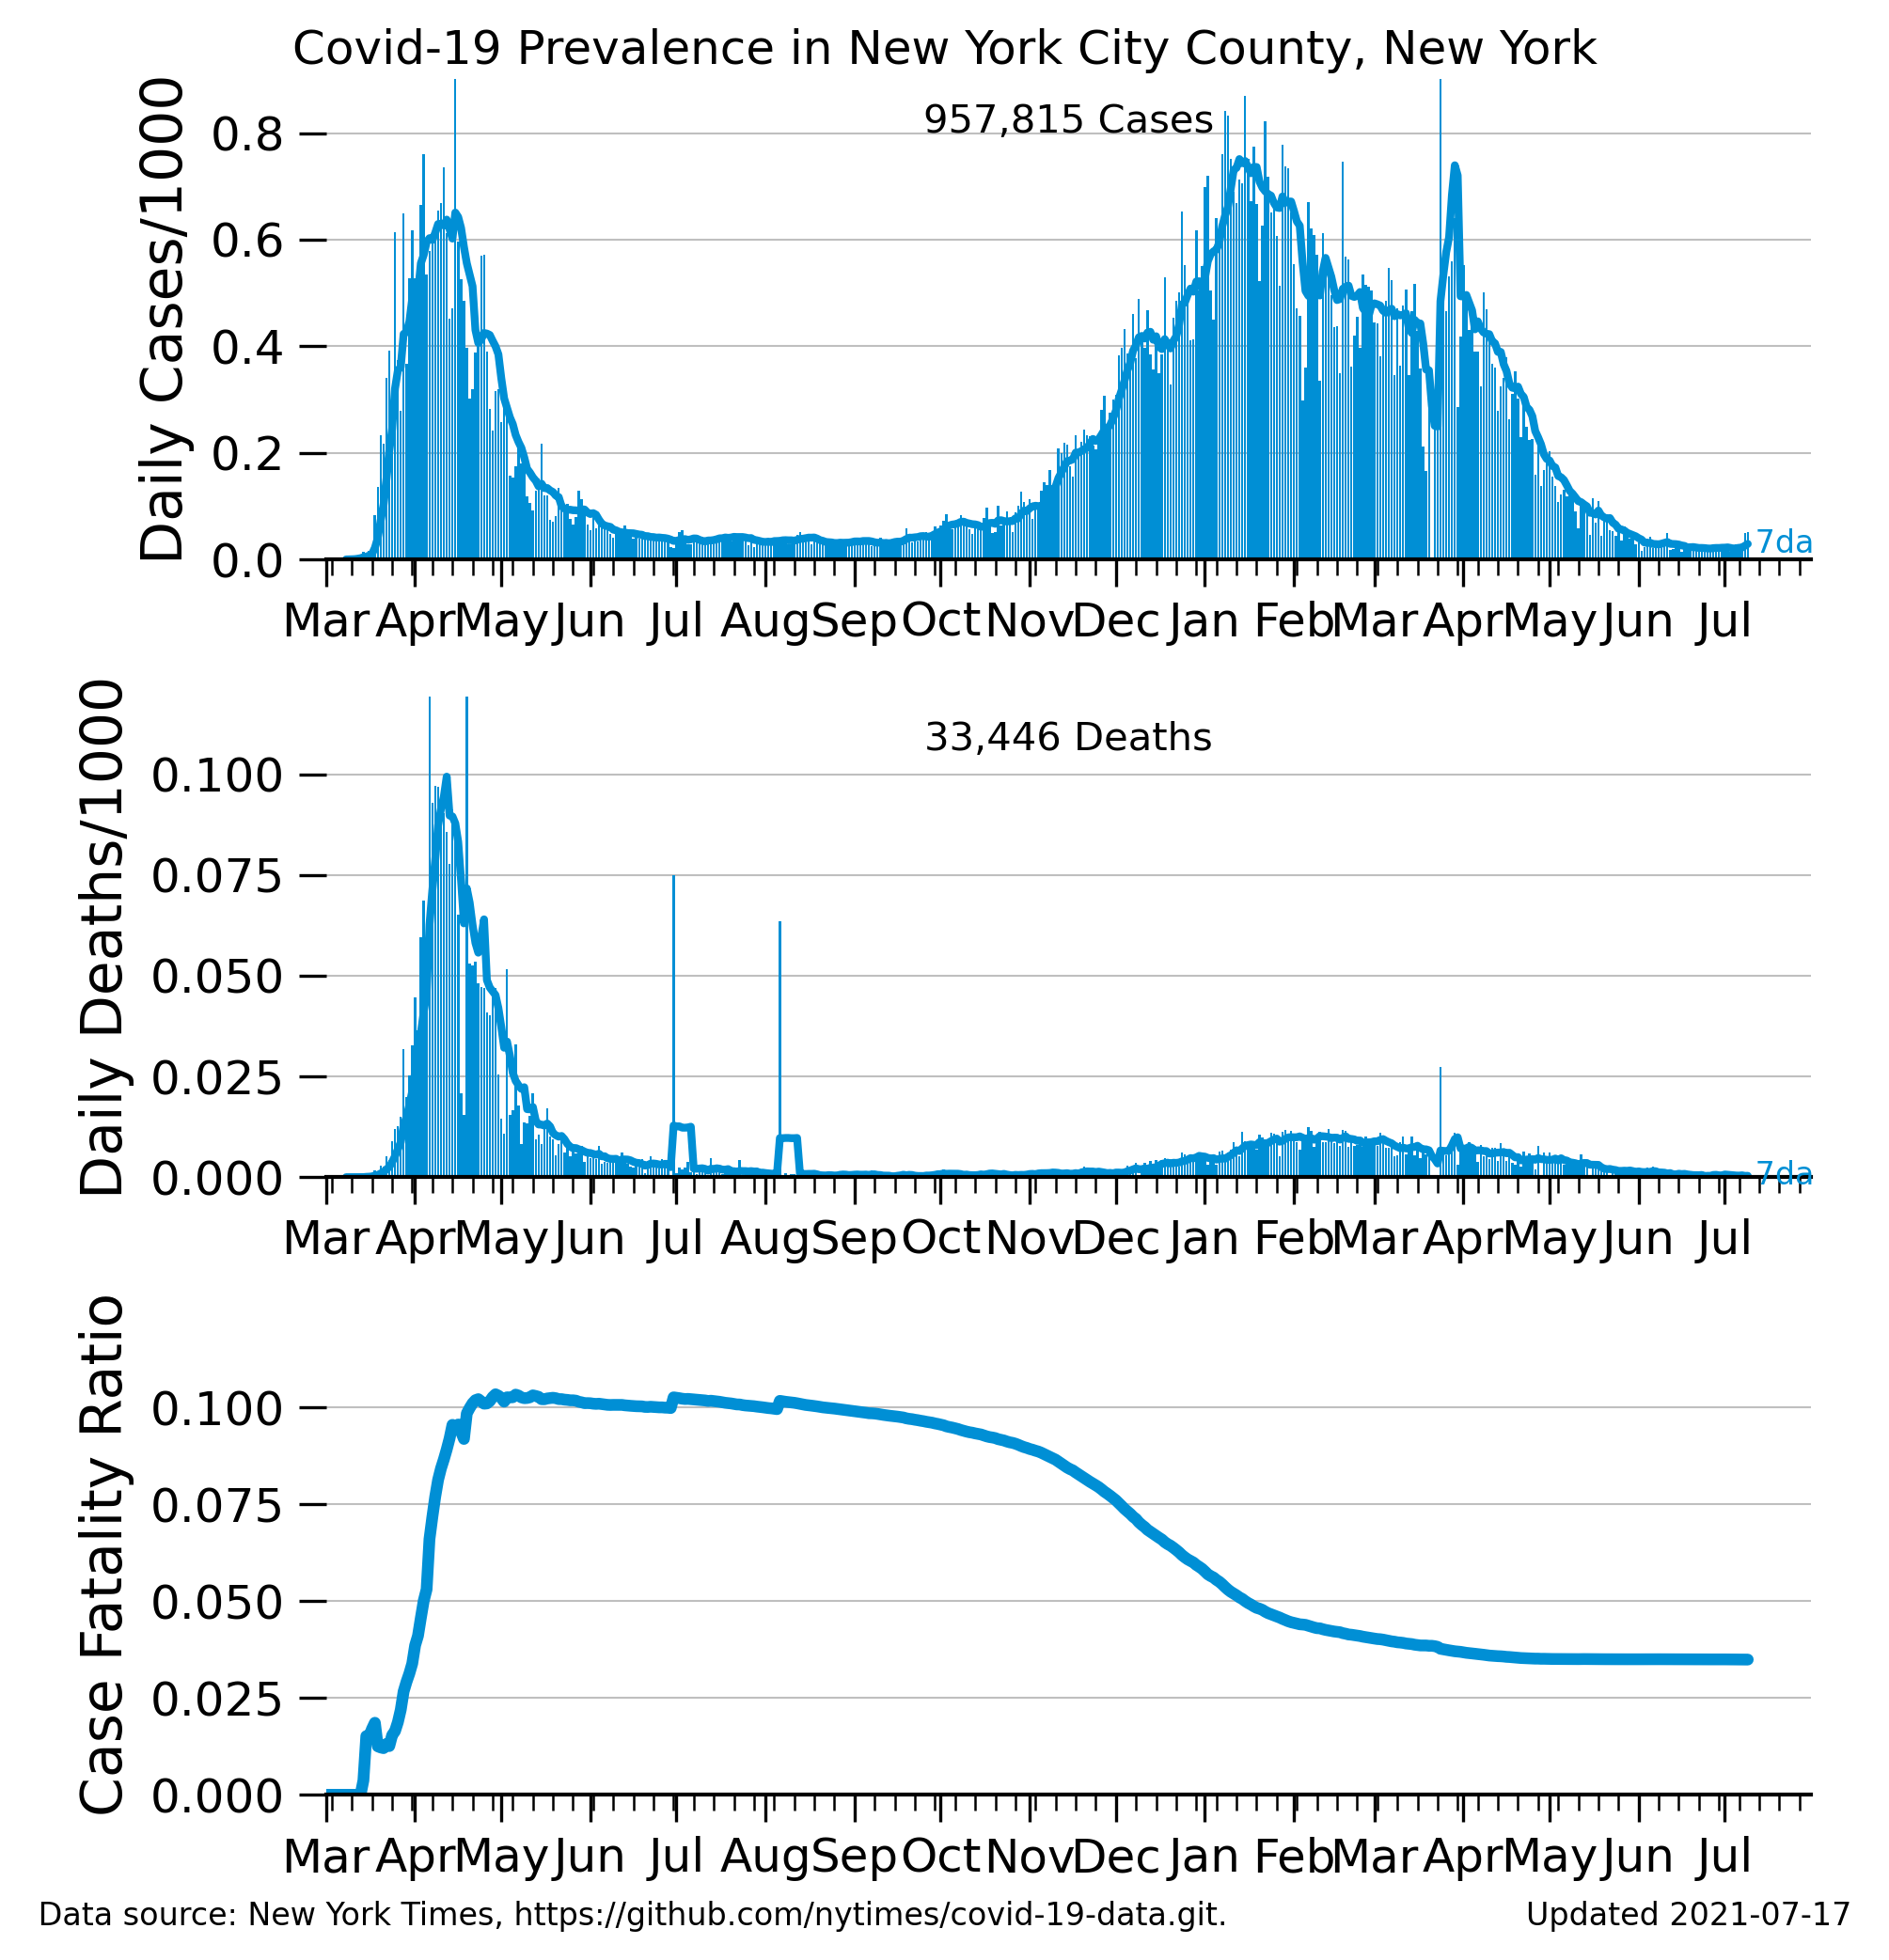 Covid-19 Prevalence in New York City County, New York
Daily Cases/1000
957,815 Cases
0.8
0.6
0.4
0.2
0.0
7da
Mar Apr May Jun Jul Aug Sep Oct Nov Dec Jan Feb Mar Apr May Jun Jul
Daily Deaths/1000
33,446 Deaths
0.100
0.075
0.050
0.025
0.000
7da
Mar Apr May Jun Jul Aug Sep Oct Nov Dec Jan Feb Mar Apr May Jun Jul
Case Fatality Ratio
0.100
0.075
0.050
0.025
0.000
Mar Apr May Jun Jul Aug Sep Oct Nov Dec Jan Feb Mar Apr May Jun Jul
Data source: New York Times, https://github.com/nytimes/covid-19-data.git.
Updated 2021-07-17